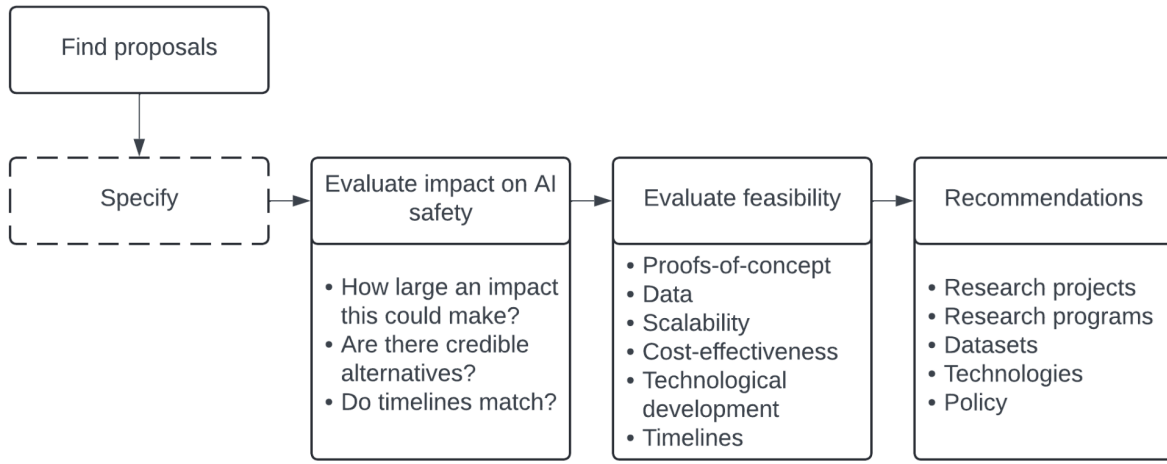 Find proposals
Specify
Evaluate impact on AI
safety
• How large an impact
this could make?
• Are there credible
alternatives?
• Do timelines match?
Evaluate feasibility
• Proofs-of-concept
• Data
• Scalability
• Cost-effectiveness
• Technological
development
• Timelines
Recommendations
• Research projects
• Research programs
• Datasets
• Technologies
• Policy